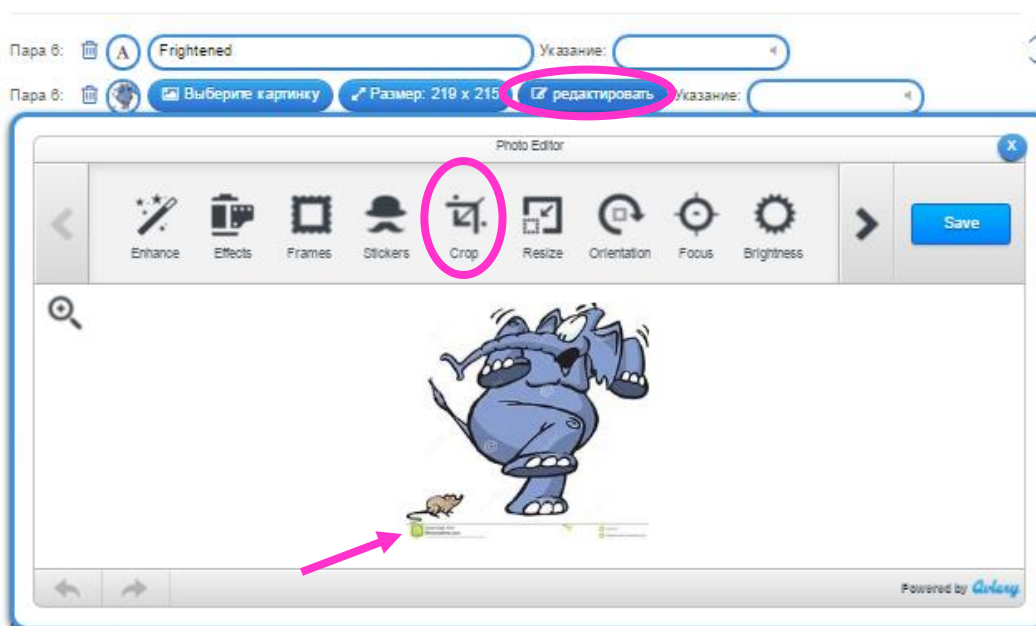 Пара 6: A Frightened Указание:
Пара 6: Выберите картинку Размер: 219 x 215 редактировать Указание:
Photo Editor
X
Enhance Effects Frames Stickers Crop Resize Orientation Focus Brightness Save
Powered by Aviary